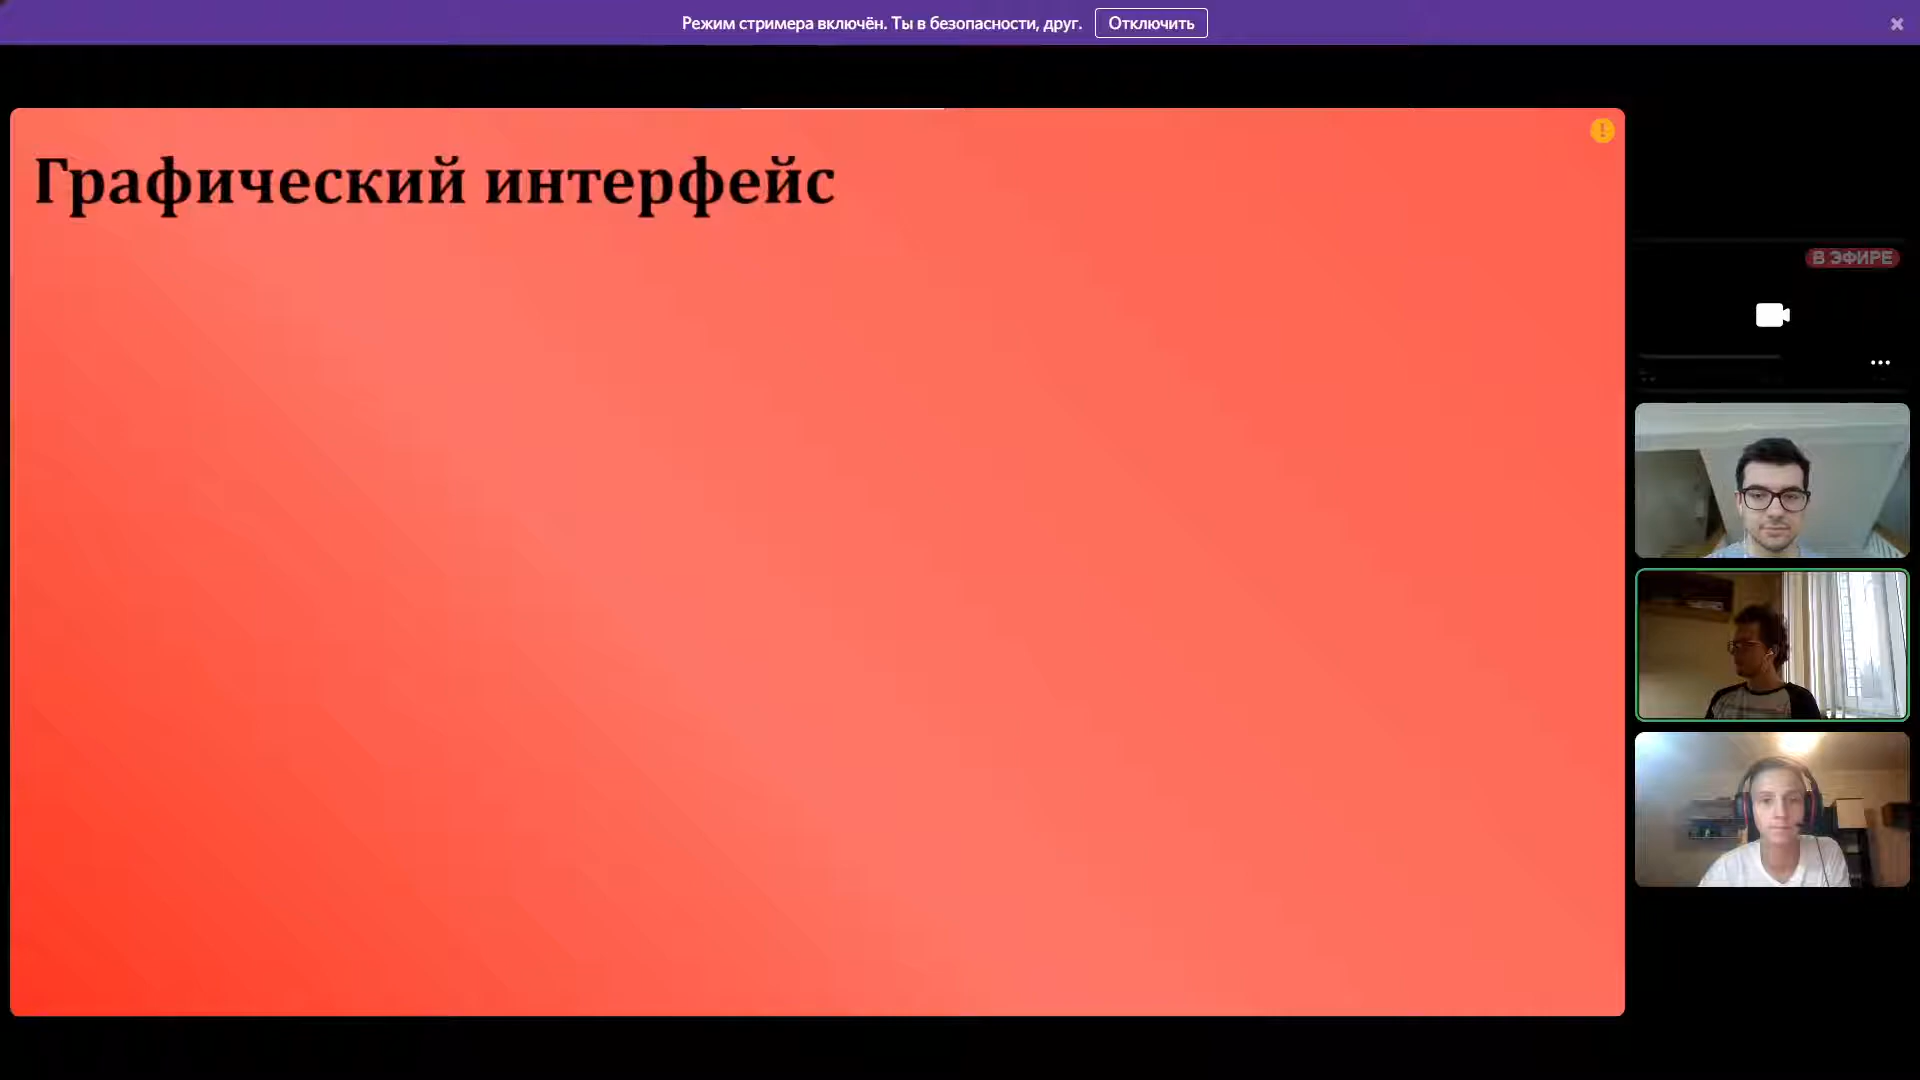 Режим стримера включён. Ты в безопасности, друг.
Отключить
Графический интерфейс
В ЭФИРЕ